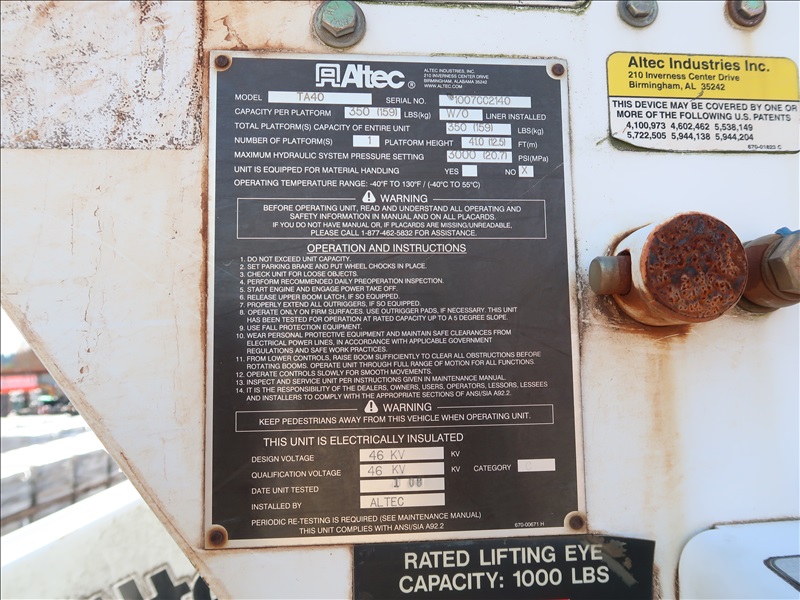 Altec®
ALTEC INDUSTRIES, INC.
210 INVERNESS CENTER DRIVE
BIRMINGHAM, ALABAMA 35242
WWW.ALTEC.COM
MODEL TA40 SERIAL NO. 1007CC2140
CAPACITY PER PLATFORM 350 (159) LBS(kg) W/O LINER INSTALLED
TOTAL PLATFORM(S) CAPACITY OF ENTIRE UNIT 350 (159) LBS(kg)
NUMBER OF PLATFORM(S) 1 PLATFORM HEIGHT 41.0 (12.5) FT(m)
MAXIMUM HYDRAULIC SYSTEM PRESSURE SETTING 3000 (20.7) PSI(MPa)
UNIT IS EQUIPPED FOR MATERIAL HANDLING YES NO X
OPERATING TEMPERATURE RANGE: -40°F TO 130°F / (-40°C TO 55°C)
WARNING
BEFORE OPERATING UNIT, READ AND UNDERSTAND ALL OPERATING AND
SAFETY INFORMATION IN MANUAL AND ON ALL PLACARDS.
IF YOU DO NOT HAVE MANUAL OR, IF PLACARDS ARE MISSING/UNREADABLE,
PLEASE CALL 1-877-462-5832 FOR ASSISTANCE.
OPERATION AND INSTRUCTIONS
1. DO NOT EXCEED UNIT CAPACITY.
2. SET PARKING BRAKE AND PUT WHEEL CHOCKS IN PLACE.
3. CHECK UNIT FOR LOOSE OBJECTS.
4. PERFORM RECOMMENDED DAILY PREOPERATION INSPECTION.
5. START ENGINE AND ENGAGE POWER TAKE OFF.
6. RELEASE UPPER BOOM LATCH, IF SO EQUIPPED.
7. PROPERLY EXTEND ALL OUTRIGGERS, IF SO EQUIPPED.
8. OPERATE ONLY ON FIRM SURFACES. USE OUTRIGGER PADS, IF NECESSARY. THIS UNIT
HAS BEEN TESTED FOR OPERATION AT RATED CAPACITY UP TO A 5 DEGREE SLOPE.
9. USE FALL PROTECTION EQUIPMENT.
10. WEAR PERSONAL PROTECTIVE EQUIPMENT AND MAINTAIN SAFE CLEARANCES FROM
ELECTRICAL POWER LINES, IN ACCORDANCE WITH APPLICABLE GOVERNMENT
REGULATIONS AND SAFE WORK PRACTICES.
11. FROM LOWER CONTROLS, RAISE BOOM SUFFICIENTLY TO CLEAR ALL OBSTRUCTIONS BEFORE
ROTATING BOOMS. OPERATE UNIT THROUGH FULL RANGE OF MOTION FOR ALL FUNCTIONS.
12. OPERATE CONTROLS SLOWLY FOR SMOOTH MOVEMENTS.
13. INSPECT AND SERVICE UNIT PER INSTRUCTIONS GIVEN IN MAINTENANCE MANUAL.
14. IT IS THE RESPONSIBILITY OF THE DEALERS, OWNERS, USERS, OPERATORS, LESSORS, LESSEES
AND INSTALLERS TO COMPLY WITH THE APPROPRIATE SECTIONS OF ANSI/SIA A92.2.
WARNING
KEEP PEDESTRIANS AWAY FROM THIS VEHICLE WHEN OPERATING UNIT.
THIS UNIT IS ELECTRICALLY INSULATED
DESIGN VOLTAGE 46 KV KV
QUALIFICATION VOLTAGE 46 KV KV CATEGORY
DATE UNIT TESTED 1 08
INSTALLED BY ALTEC
PERIODIC RE-TESTING IS REQUIRED (SEE MAINTENANCE MANUAL)
THIS UNIT COMPLIES WITH ANSI/SIA A92.2
670-00671 H
Altec Industries Inc.
210 Inverness Center Drive
Birmingham, AL 35242
THIS DEVICE MAY BE COVERED BY ONE OR
MORE OF THE FOLLOWING U.S. PATENTS
4,100,973 4,602,462 5,538,149
5,722,505 5,944,138 5,944,204
670-01820 C
RATED LIFTING EYE
CAPACITY: 1000 LBS